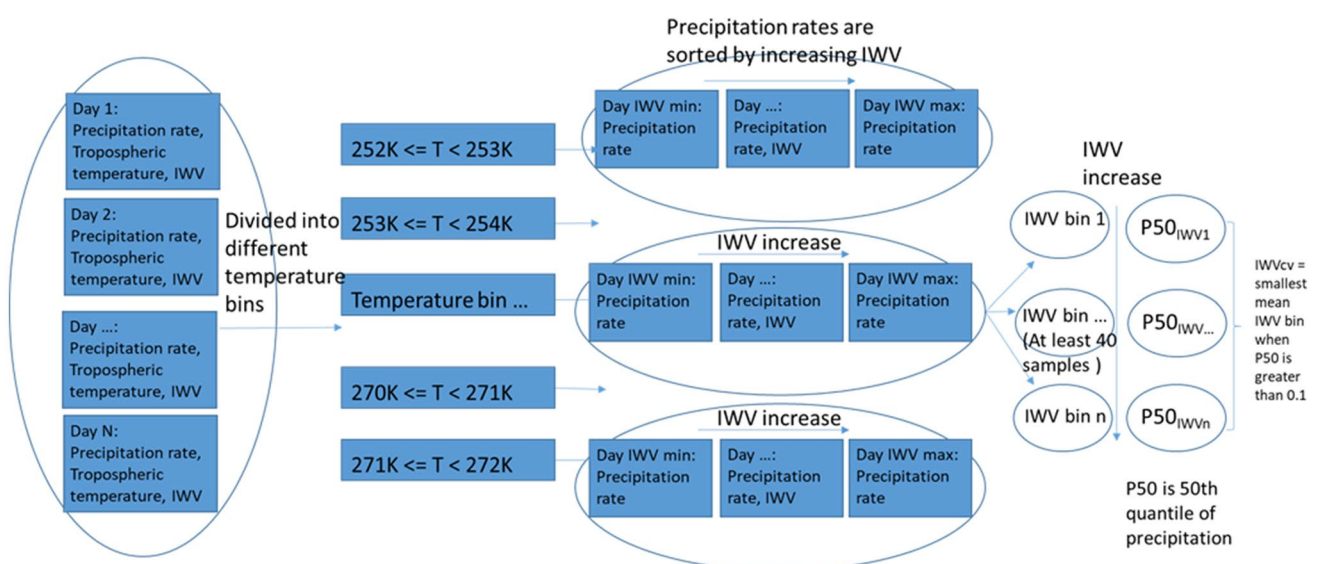 Precipitation rates are
sorted by increasing IWV
Day 1:
Precipitation rate,
Tropospheric
temperature, IWV
Day 2:
Precipitation rate,
Tropospheric
temperature, IWV
Day ...:
Precipitation rate,
Tropospheric
temperature, IWV
Day N:
Precipitation rate,
Tropospheric
temperature, IWV
Divided into
different
temperature
bins
252K <= T < 253K
253K <= T < 254K
Temperature bin ...
270K <= T < 271K
271K <= T < 272K
Day IWV min:
Precipitation
rate
Day ...:
Precipitation
rate, IWV
Day IWV max:
Precipitation
rate
IWV increase
Day IWV min:
Precipitation
rate
Day ...:
Precipitation
rate, IWV
Day IWV max:
Precipitation
rate
IWV increase
Day IWV min:
Precipitation
rate
Day ...:
Precipitation
rate, IWV
Day IWV max:
Precipitation
rate
IWV
increase
IWV bin 1
IWV bin ...
(At least 40
samples )
IWV bin n
P50IWV1
P50IWV...
P50IWVn
IWVcv =
smallest
mean
IWV bin
when
P50 is
greater
than 0.1
P50 is 50th
quantile of
precipitation